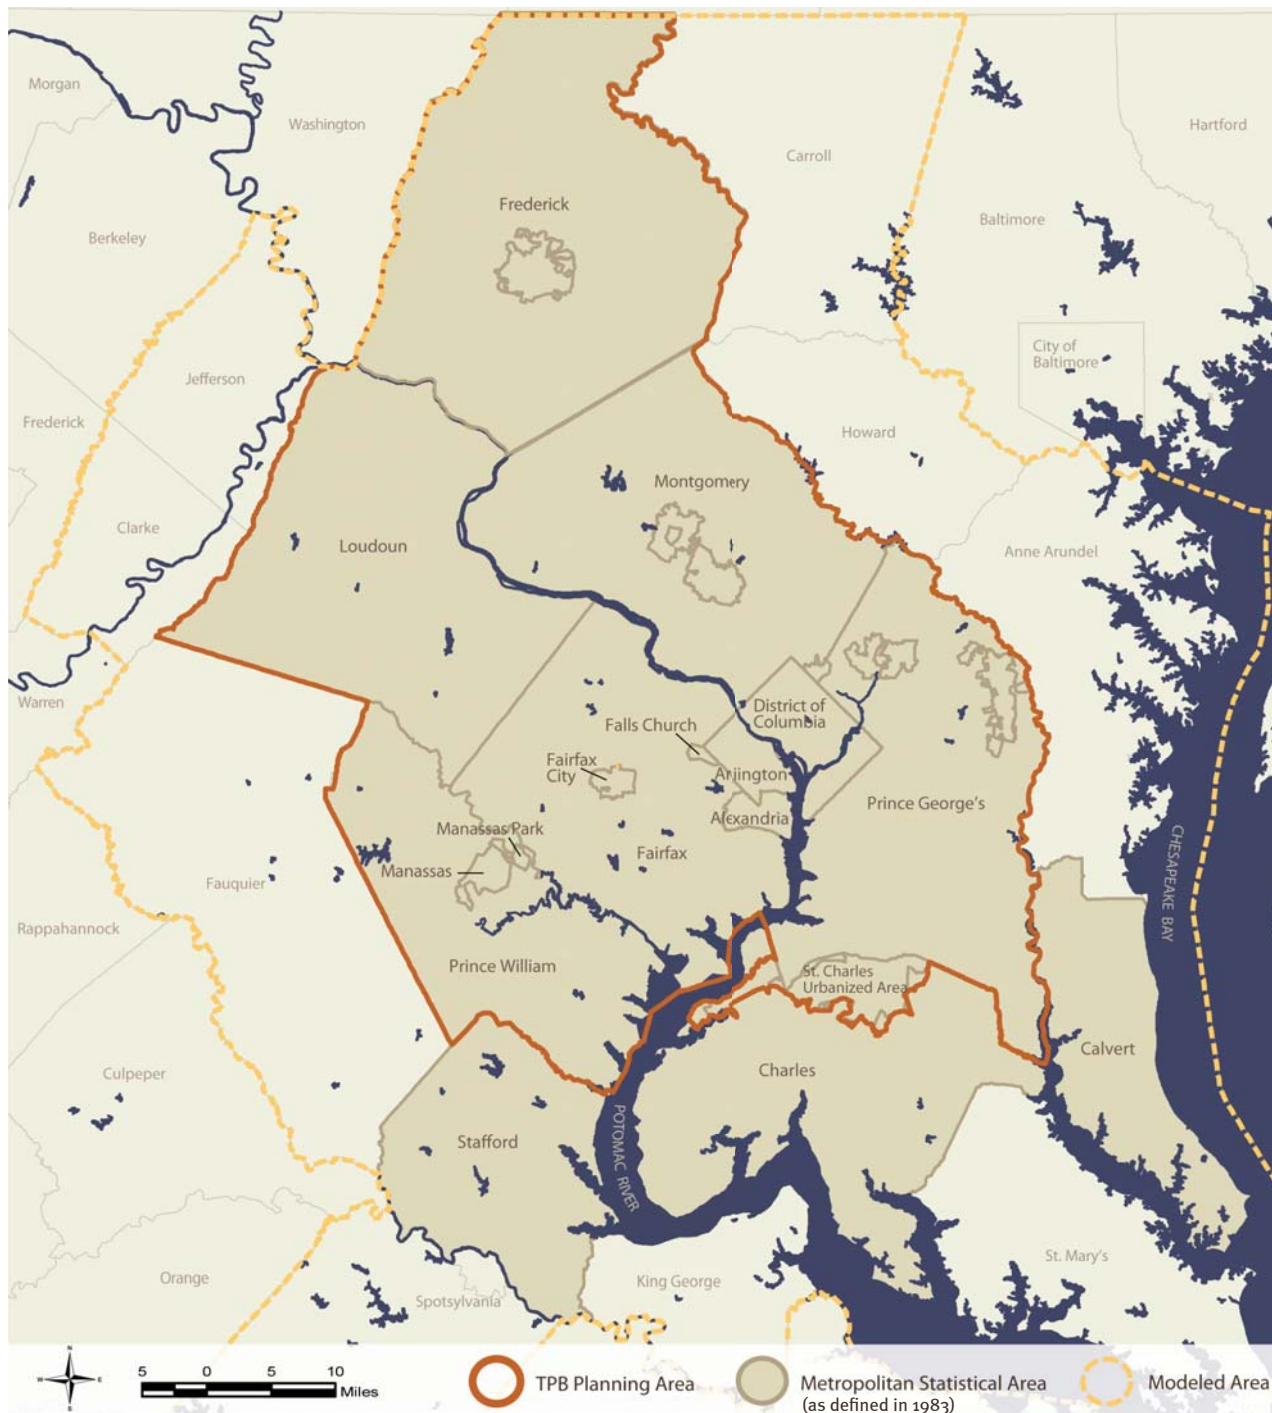 Morgan
Washington
Hartford
Carroll
Frederick
Baltimore
Berkeley
City of
Baltimore
Jefferson
Frederick
Howard
Montgomery
Clarke
Loudoun
Anne Arundel
Warren
District of
Columbia
Falls Church
Fairfax
City
Arlington
Prince George's
Alexandria
Manassas Park
Fairfax
Manassas
CHESAPEAKE BAY
Fauquier
Rappahannock
Prince William
St. Charles
Urbanized Area
Calvert
Culpeper
Charles
Stafford
POTOMAC RIVER
St. Mary's
Orange
King George
Spotsylvania
N
W
E
S
5 0 5 10
Miles
TPB Planning Area
Metropolitan Statistical Area
(as defined in 1983)
Modeled Area